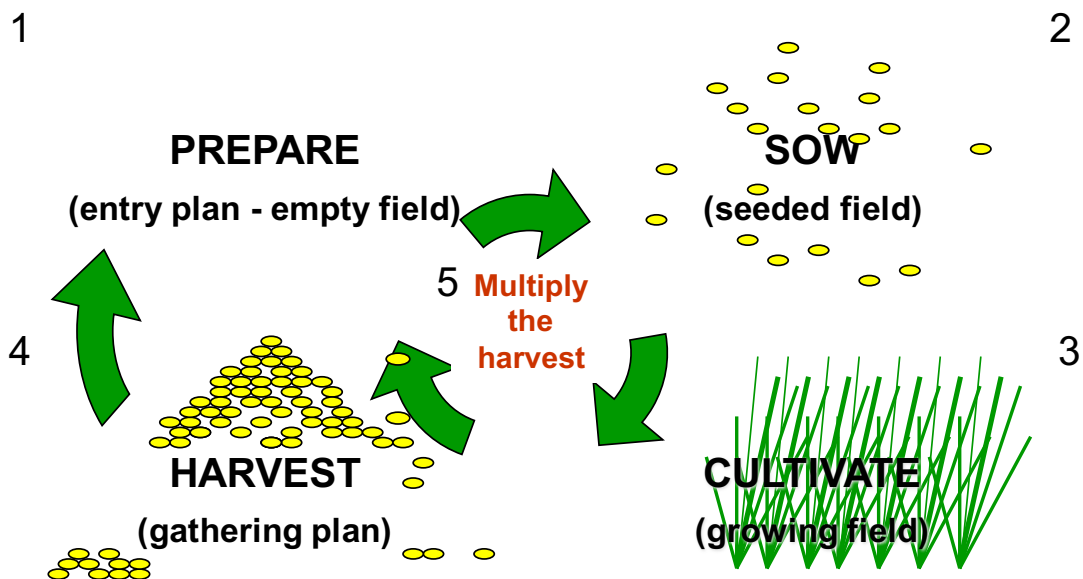 1
PREPARE
(entry plan - empty field)
2
SOW
(seeded field)
5
Multiply
the
harvest
4
HARVEST
(gathering plan)
3
CULTIVATE
(growing field)